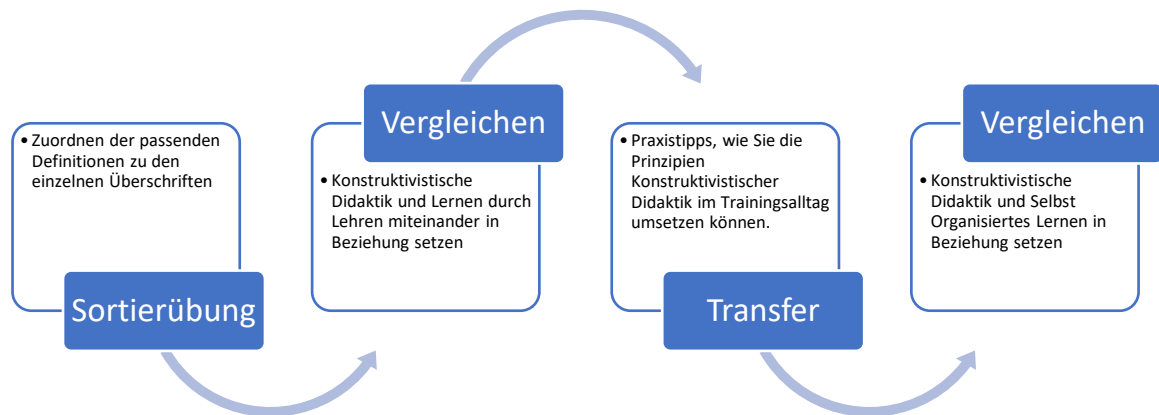 • Zuordnen der passenden
Definitionen zu den
einzelnen Überschriften
Sortierübung
Vergleichen
• Konstruktivistische
Didaktik und Lernen durch
Lehren miteinander in
Beziehung setzen
• Praxistipps, wie Sie die
Prinzipien
Konstruktivistischer
Didaktik im Trainingsalltag
umsetzen können.
Transfer
Vergleichen
• Konstruktivistische
Didaktik und Selbst
Organisiertes Lernen in
Beziehung setzen